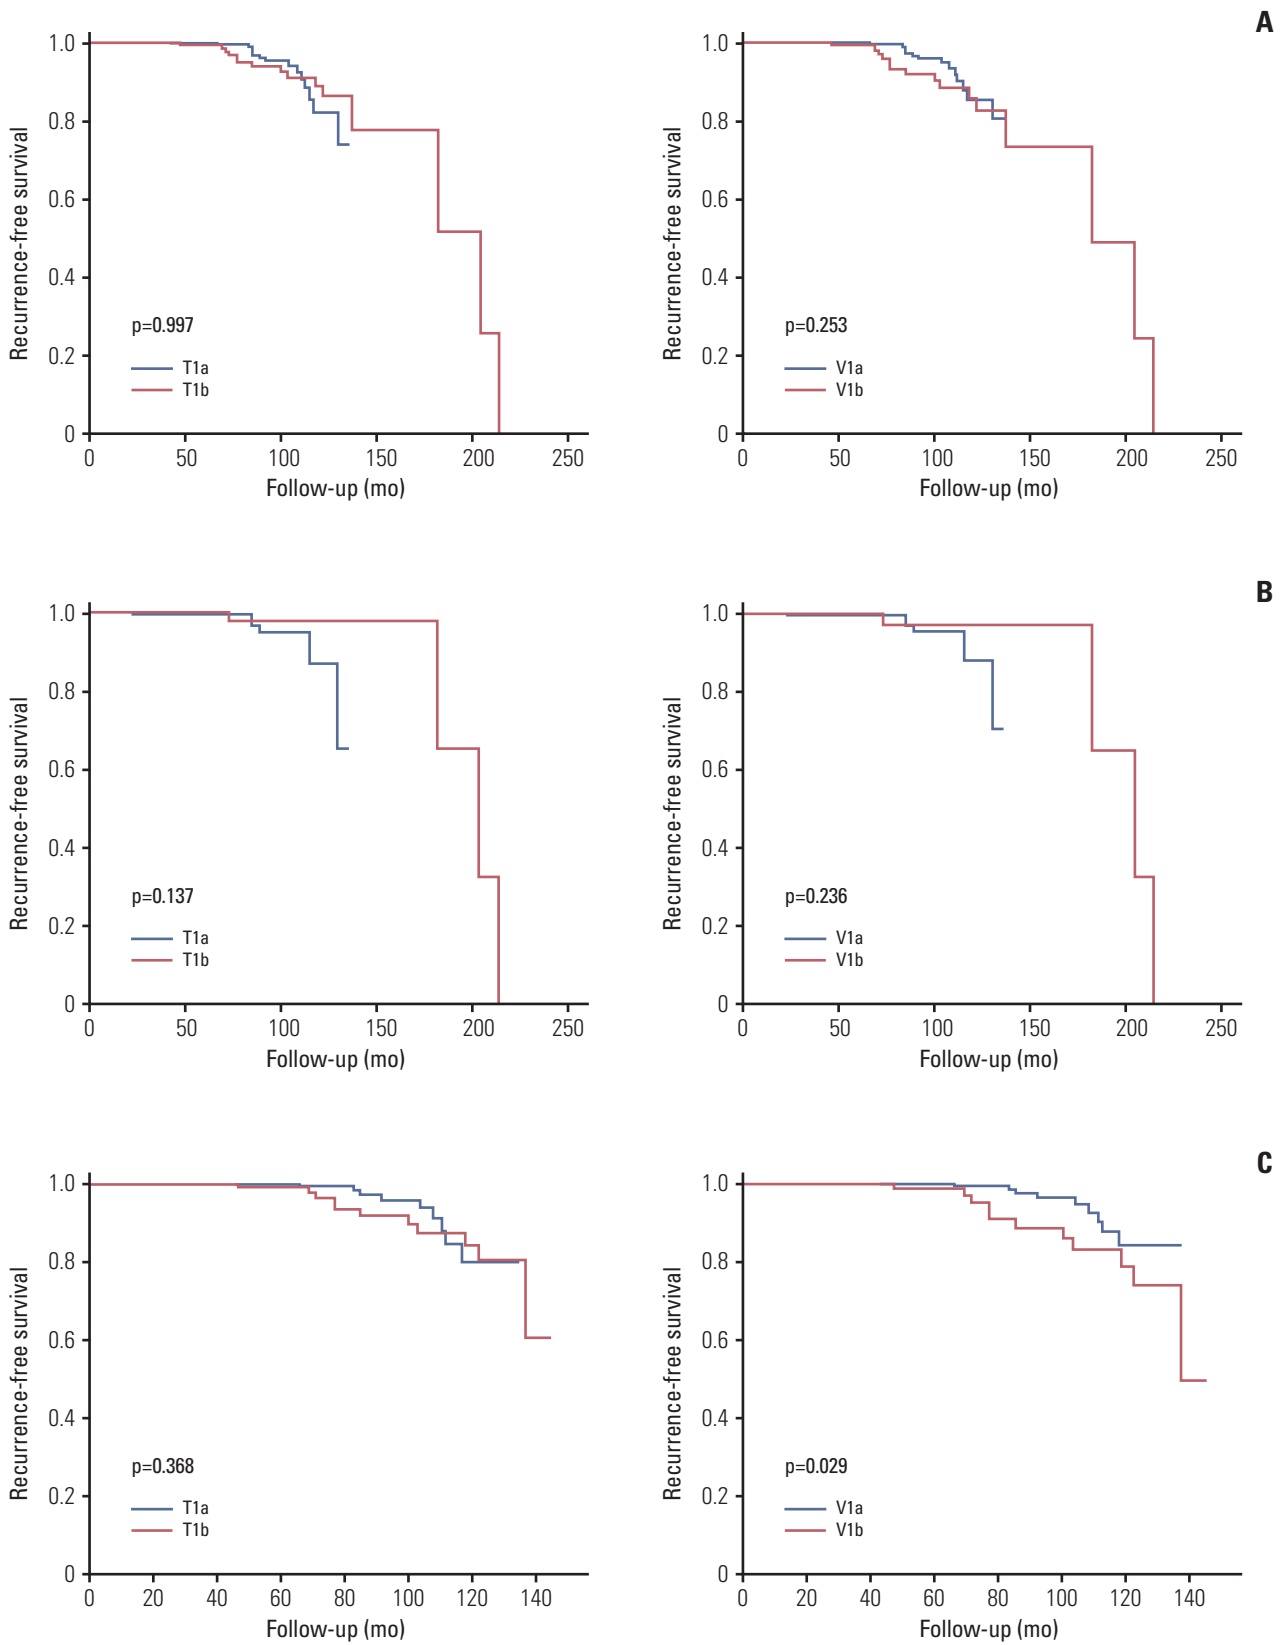 A
Recurrence-free survival
1.0
0.8
0.6
0.4
0.2
0
p=0.997
T1a
T1b
0 50 100 150 200 250
Follow-up (mo)
Recurrence-free survival
1.0
0.8
0.6
0.4
0.2
0
p=0.253
V1a
V1b
0 50 100 150 200 250
Follow-up (mo)
B
Recurrence-free survival
1.0
0.8
0.6
0.4
0.2
0
p=0.137
T1a
T1b
0 50 100 150 200 250
Follow-up (mo)
Recurrence-free survival
1.0
0.8
0.6
0.4
0.2
0
p=0.236
V1a
V1b
0 50 100 150 200 250
Follow-up (mo)
C
Recurrence-free survival
1.0
0.8
0.6
0.4
0.2
0
p=0.368
T1a
T1b
0 20 40 60 80 100 120 140
Follow-up (mo)
Recurrence-free survival
1.0
0.8
0.6
0.4
0.2
0
p=0.029
V1a
V1b
0 20 40 60 80 100 120 140
Follow-up (mo)